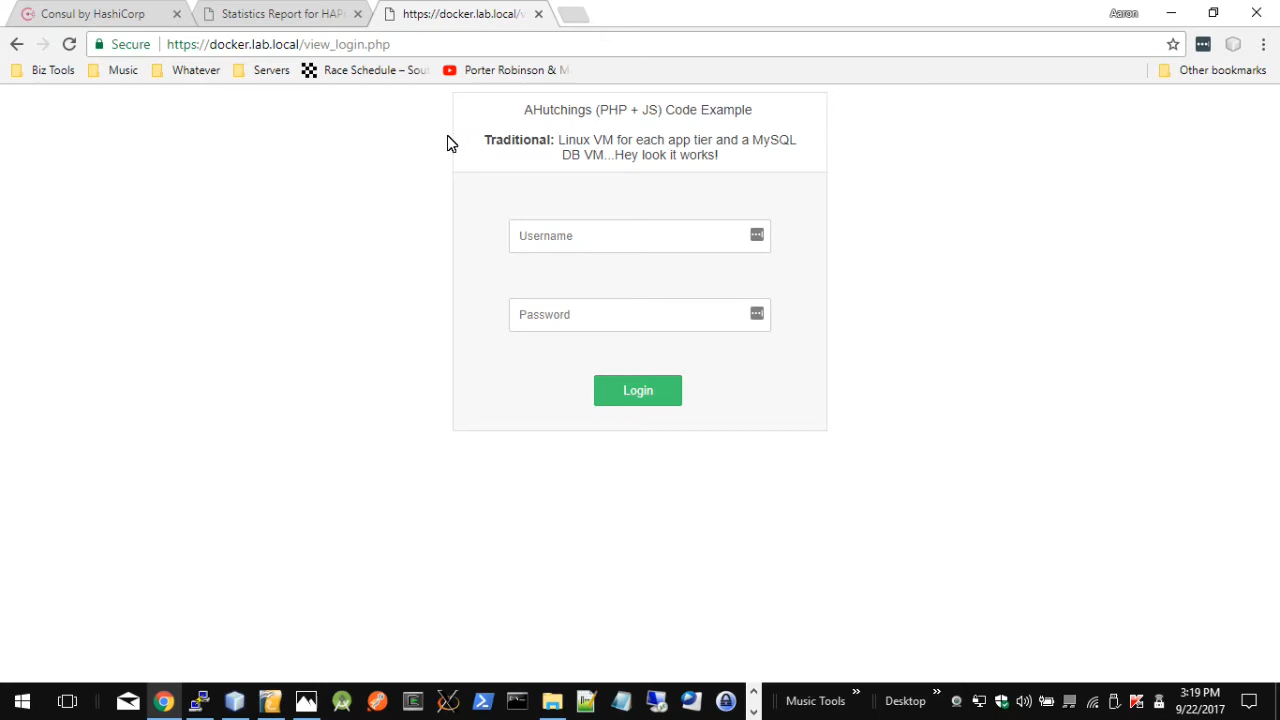 Consul by HashiCorp
Statistics Report for HAP
https://docker.lab.local/v
Aaron
Secure
https://docker.lab.local/view_login.php
Biz Tools
Music
Whatever
Servers
Race Schedule – Sout
Porter Robinson & M
Other bookmarks
AHutchings (PHP + JS) Code Example
Traditional: Linux VM for each app tier and a MySQL
DB VM...Hey look it works!
Username
Password
Login
Music Tools
Desktop
3:19 PM
9/22/2017